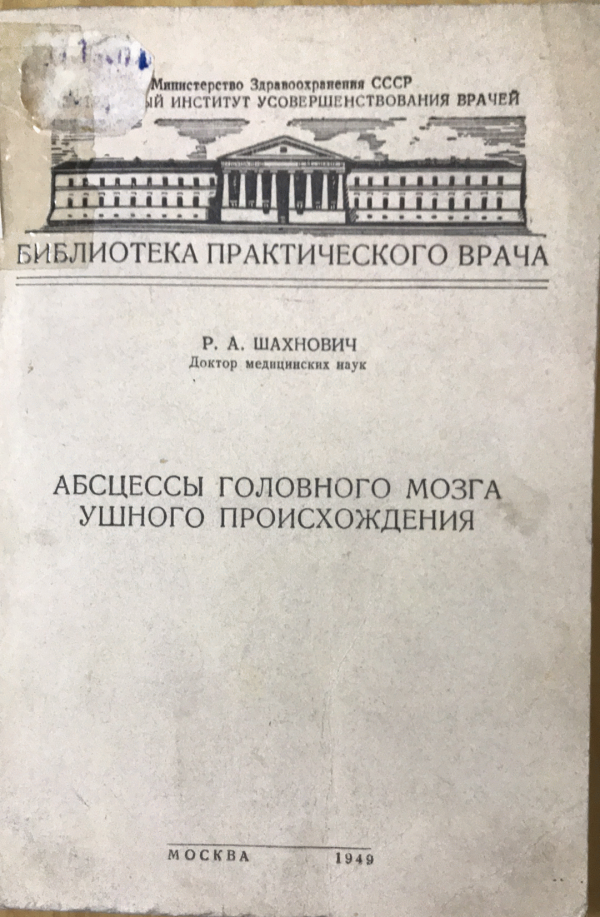 Министерство Здравоохранения СССР
ИНСТИТУТ УСОВЕРШЕНСТВОВАНИЯ ВРАЧЕЙ
БИБЛИОТЕКА ПРАКТИЧЕСКОГО ВРАЧА
Р. А. ШАХНОВИЧ
Доктор медицинских наук
АБСЦЕССЫ ГОЛОВНОГО МОЗГА
УШНОГО ПРОИСХОЖДЕНИЯ
МОСКВА 1949